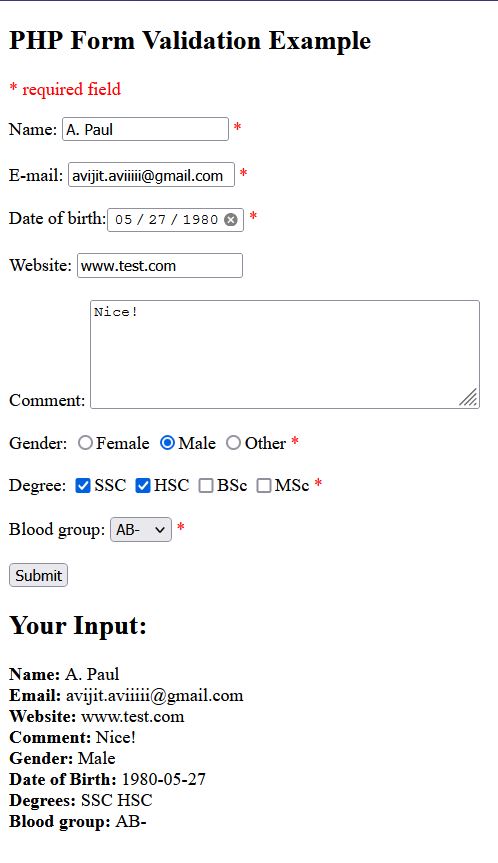 PHP Form Validation Example
* required field
Name: A. Paul *
E-mail: avijit.aviiiii@gmail.com *
Date of birth: 05 / 27 / 1980 *
Website: www.test.com
Nice!
Comment:
Gender: Female Male Other *
Degree: SSC HSC BSc MSc *
Blood group: AB- *
Submit
Your Input:
Name: A. Paul
Email: avijit.aviiiii@gmail.com
Website: www.test.com
Comment: Nice!
Gender: Male
Date of Birth: 1980-05-27
Degrees: SSC HSC
Blood group: AB-